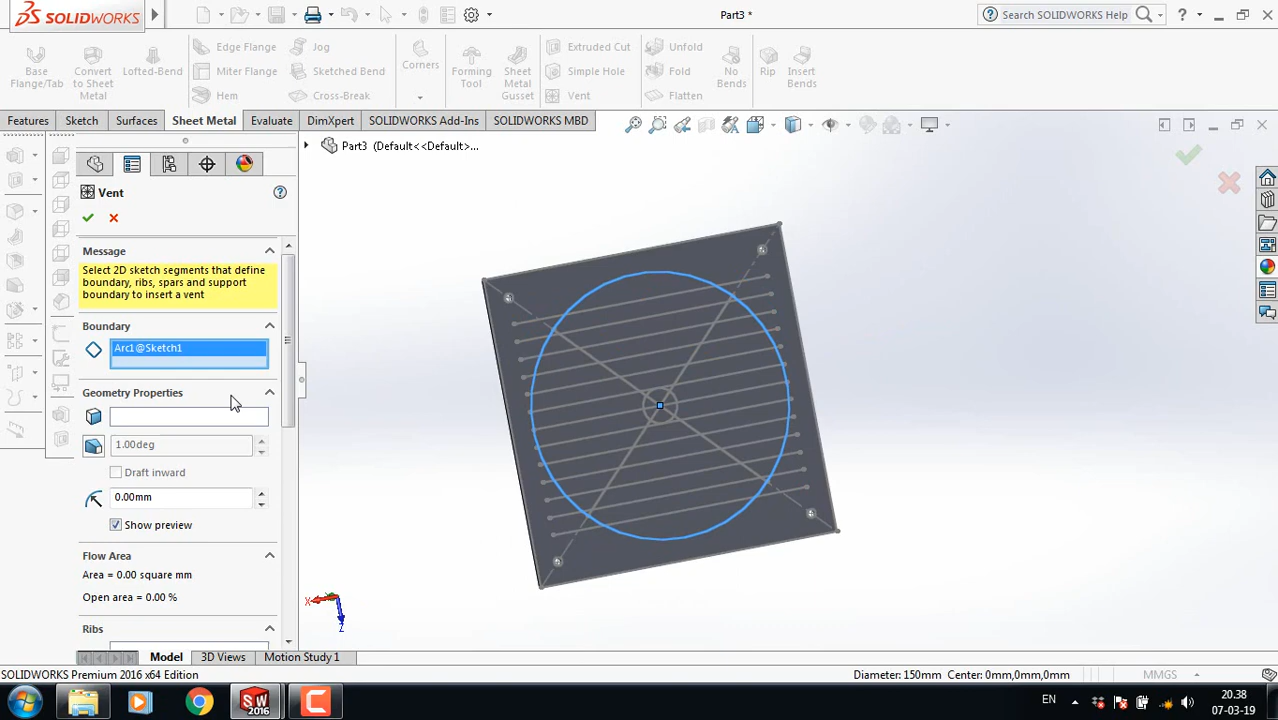 SOLIDWORKS
Part3 *
Search SOLIDWORKS Help
Base Flange/Tab
Convert to Sheet Metal
Lofted-Bend
Edge Flange
Miter Flange
Hem
Jog
Sketched Bend
Cross-Break
Corners
Forming Tool
Sheet Metal Gusset
Extruded Cut
Simple Hole
Vent
Unfold
Fold
Flatten
No Bends
Rip
Insert Bends
Features Sketch Surfaces Sheet Metal Evaluate DimXpert SOLIDWORKS Add-Ins SOLIDWORKS MBD
Part3 (Default<<Default>...
Vent
Message
Select 2D sketch segments that define
boundary, ribs, spars and support
boundary to insert a vent
Boundary
Arc1@Sketch1
Geometry Properties
1.00deg
Draft inward
0.00mm
Show preview
Flow Area
Area = 0.00 square mm
Open area = 0.00 %
Ribs
X
Z
Model 3D Views Motion Study 1
SOLIDWORKS Premium 2016 x64 Edition
Diameter: 150mm Center: 0mm,0mm,0mm
MMGS
SW
2016
EN
20.38
07-03-19